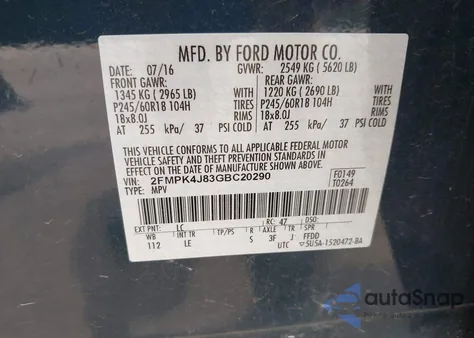 MFD. BY FORD MOTOR CO.
DATE: 07/16 GVWR: 2549 KG ( 5620 LB)
FRONT GAWR: REAR GAWR:
1345 KG ( 2965 LB) 1220 KG ( 2690 LB)
P245/60R18 104H TIRES P245/60R18 104H
18x8.0J RIMS 18x8.0J
AT 255 kPa/ 37 PSI COLD AT 255 kPa/ 37 PSI COLD
THIS VEHICLE CONFORMS TO ALL APPLICABLE FEDERAL MOTOR
VEHICLE SAFETY AND THEFT PREVENTION STANDARDS IN EFFECT
ON THE DATE OF MANUFACTURE SHOWN ABOVE.
VIN: 2FMPK4J83GBC20290 F0149
TYPE: MPV T0264
EXT PNT: LC RC: 47 DSO:
WB INT TR TP/PS R AXLE TR SPR
112 LE S 3F J FFDD
UTC 5U5A-1520472-BA
autoSnap